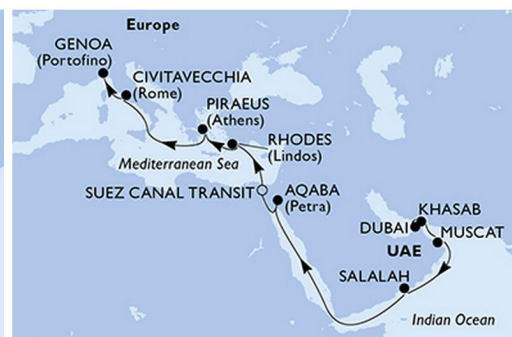 Europe
GENOA
(Portofino)
CIVITAVECCHIA
(Rome)
PIRAEUS
(Athens)
RHODES
(Lindos)
Mediterranean Sea
SUEZ CANAL TRANSIT
AQABA
(Petra)
KHASAB
DUBAI
MUSCAT
UAE
SALALAH
Indian Ocean